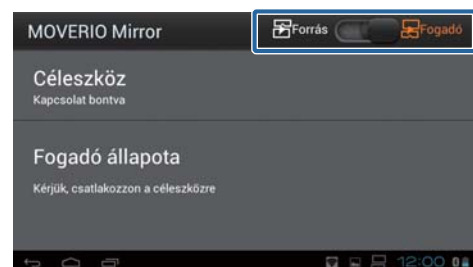 MOVERIO Mirror Forrás Fogadó
Céleszköz
Kapcsolat bontva
Fogadó állapota
Kérjük, csatlakozzon a céleszközre
12:00